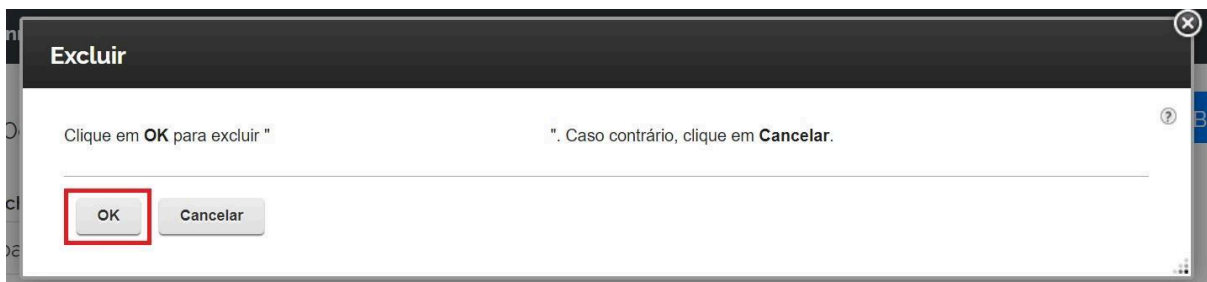 Excluir
Clique em OK para excluir " ". Caso contrário, clique em Cancelar.
OK Cancelar